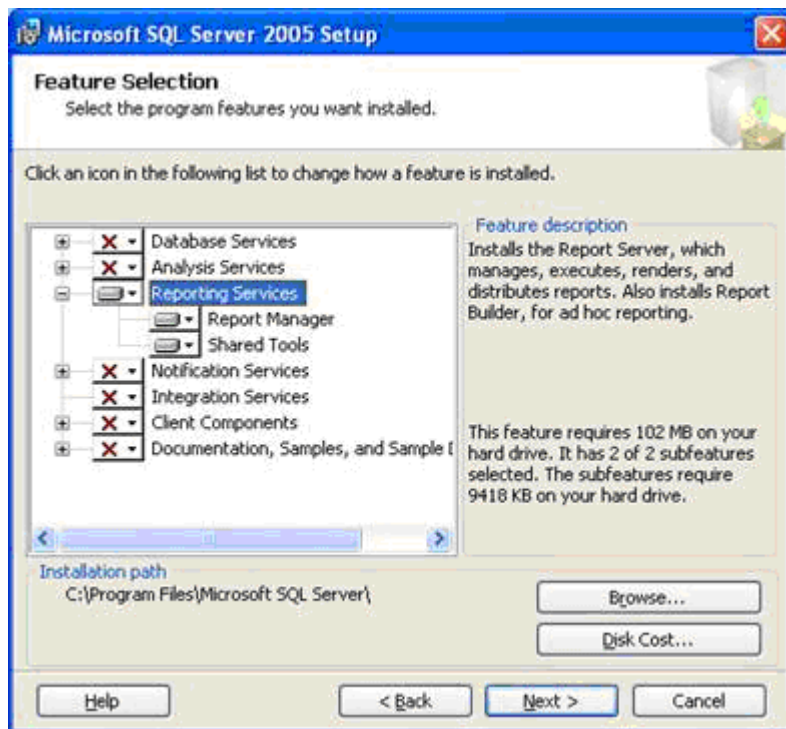 Microsoft SQL Server 2005 Setup
Feature Selection
Select the program features you want installed.
Click an icon in the following list to change how a feature is installed.
Database Services
Analysis Services
Reporting Services
Report Manager
Shared Tools
Notification Services
Integration Services
Client Components
Documentation, Samples, and Sample
Feature description
Installs the Report Server, which
manages, executes, renders, and
distributes reports. Also installs Report
Builder, for ad hoc reporting.
This feature requires 102 MB on your
hard drive. It has 2 of 2 subfeatures
selected. The subfeatures require
9418 KB on your hard drive.
Installation path
C:\Program Files\Microsoft SQL Server\
Browse...
Disk Cost...
Help
< Back
Next >
Cancel